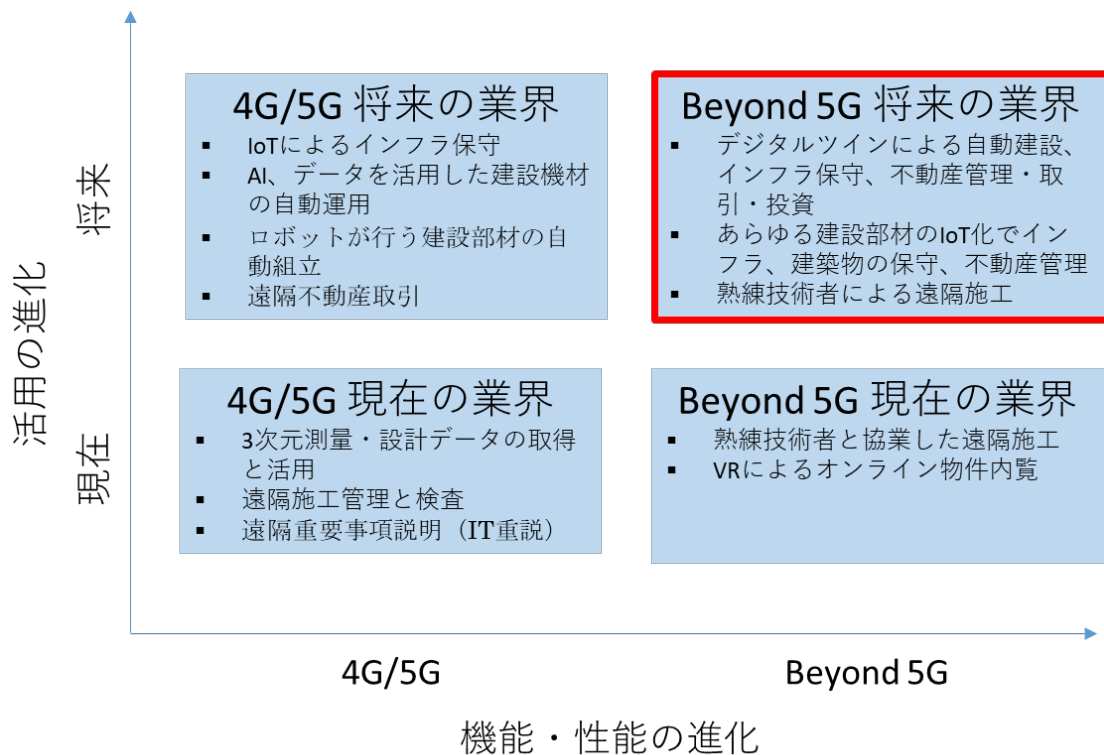 活用の進化
将来
現在
4G/5G 将来の業界
▪ IoTによるインフラ保守
▪ AI、データを活用した建設機材
の自動運用
▪ ロボットが行う建設部材の自
動組立
▪ 遠隔不動産取引
Beyond 5G 将来の業界
▪ デジタルツインによる自動建設、
インフラ保守、不動産管理・取
引・投資
▪ あらゆる建設部材のIoT化でイン
フラ、建築物の保守、不動産管理
▪ 熟練技術者による遠隔施工
4G/5G 現在の業界
▪ 3次元測量・設計データの取得
と活用
▪ 遠隔施工管理と検査
▪ 遠隔重要事項説明（IT重説）
Beyond 5G 現在の業界
▪ 熟練技術者と協業した遠隔施工
▪ VRによるオンライン物件内覧
4G/5G
Beyond 5G
機能・性能の進化